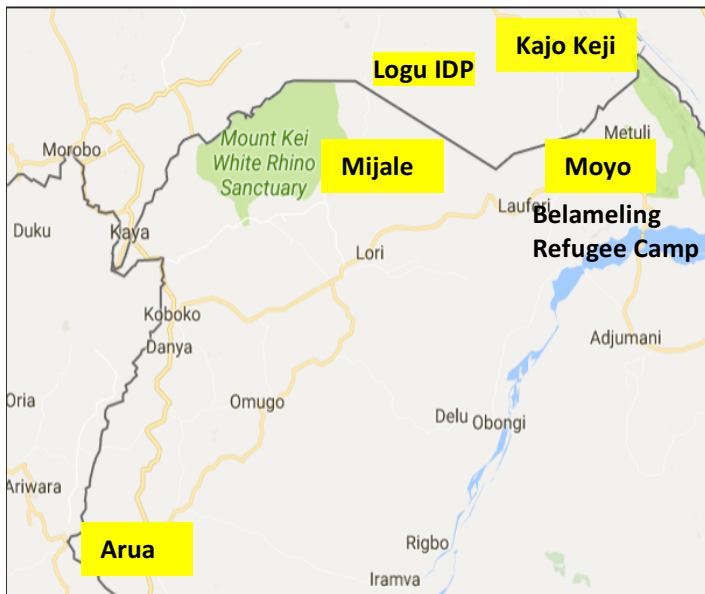 Kajo Keji
Logu IDP
Metuli
Morobo
Mount Kei
White Rhino
Sanctuary
Mijale
Moyo
Lauferi
Belameling
Refugee Camp
Duku
Kaya
Lori
Koboko
Danya
Adjumani
Oria
Omugo
Delu
Obongi
Ariwara
Arua
Rigbo
Iramva